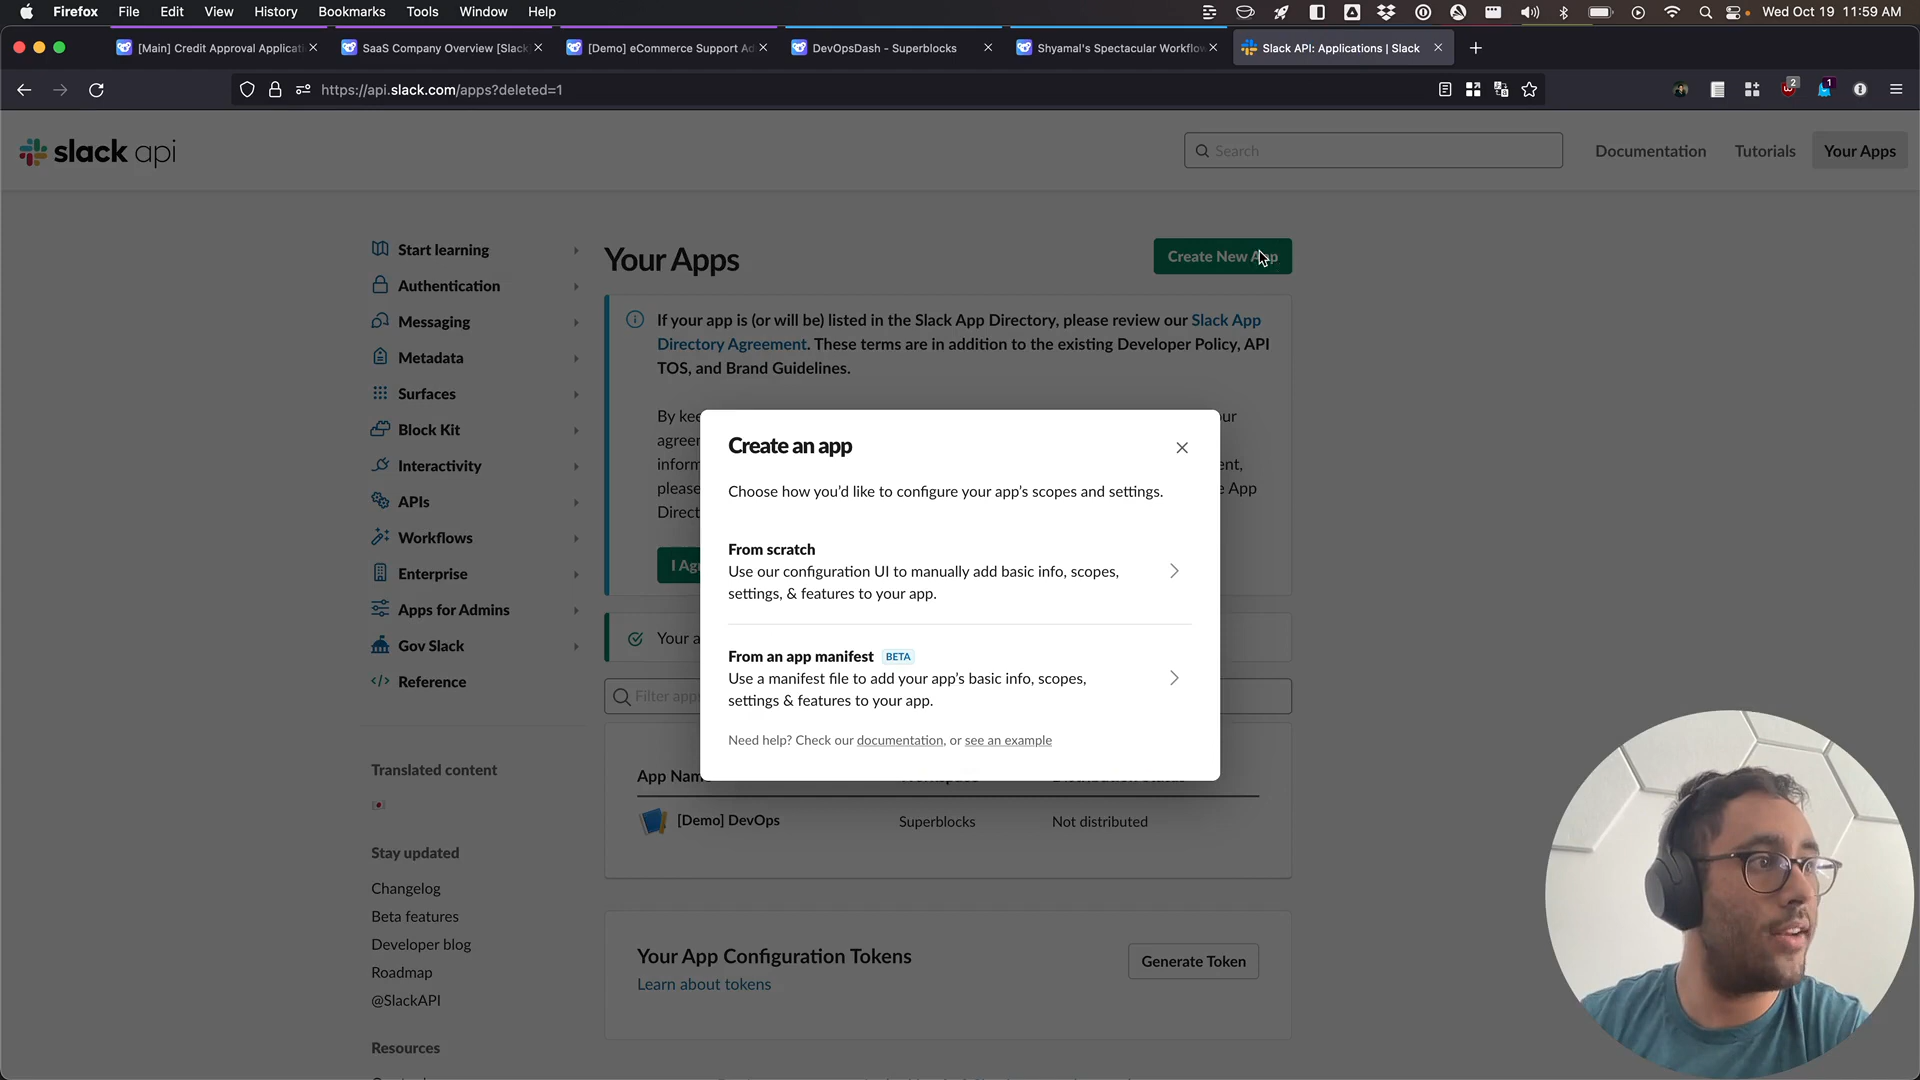 Firefox File Edit View History Bookmarks Tools Window Help
Wed Oct 19 11:59 AM
[Main] Credit Approval Applicati
SaaS Company Overview [Slack
[Demo] eCommerce Support Ad
DevOpsDash - Superblocks
Shyamal's Spectacular Workflow
Slack API: Applications | Slack
https://api.slack.com/apps?deleted=1
2
1
slack api
Search
Documentation
Tutorials
Your Apps
Start learning
Authentication
Messaging
Metadata
Surfaces
Block Kit
Interactivity
APIs
Workflows
Enterprise
Apps for Admins
Gov Slack
Reference
Translated content
Stay updated
Changelog
Beta features
Developer blog
Roadmap
@SlackAPI
Resources
Your Apps
Create New App
If your app is (or will be) listed in the Slack App Directory, please review our Slack App
Directory Agreement. These terms are in addition to the existing Developer Policy, API
TOS, and Brand Guidelines.
Create an app
Choose how you'd like to configure your app's scopes and settings.
From scratch
Use our configuration UI to manually add basic info, scopes,
settings, & features to your app.
From an app manifest BETA
Use a manifest file to add your app's basic info, scopes,
settings & features to your app.
Need help? Check our documentation, or see an example
Filter apps
App Name
[Demo] DevOps
Superblocks
Not distributed
Your App Configuration Tokens
Learn about tokens
Generate Token